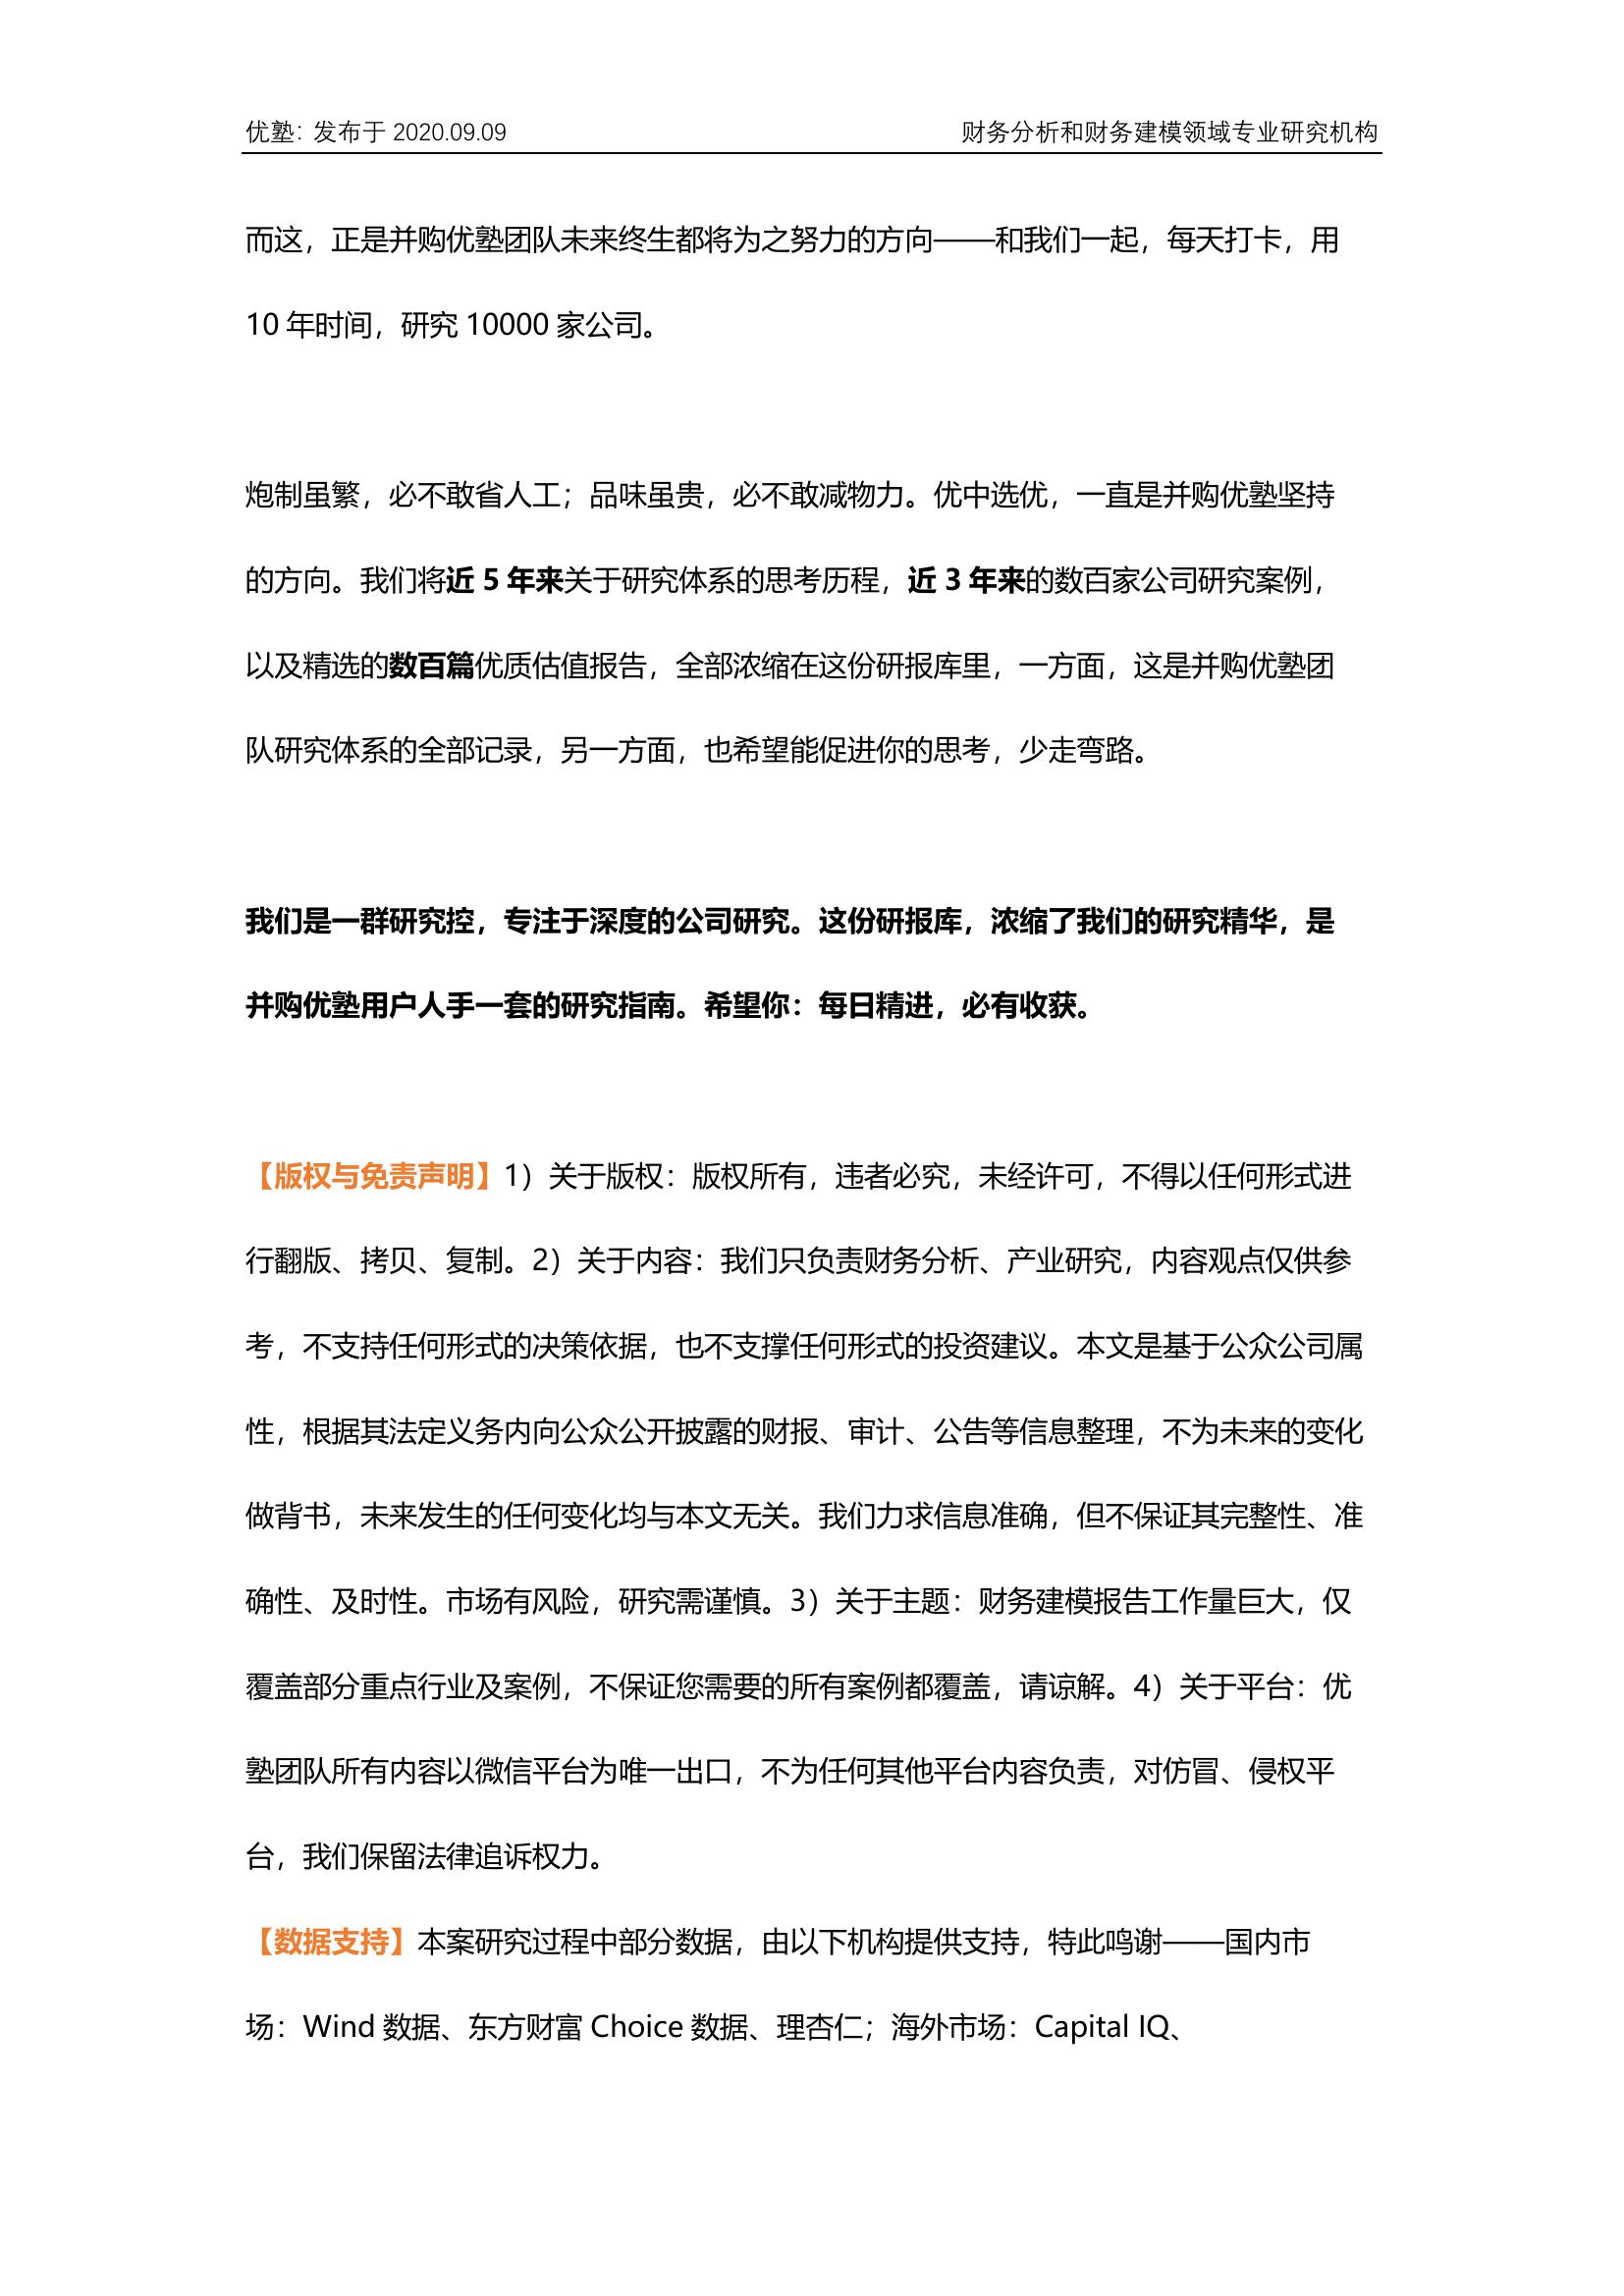 优塾：发布于 2020.09.09 财务分析和财务建模领域专业研究机构
而这，正是并购优塾团队未来终生都将为之努力的方向——和我们一起，每天打卡，用
10 年时间，研究 10000 家公司。
炮制虽繁，必不敢省人工；品味虽贵，必不敢减物力。优中选优，一直是并购优塾坚持
的方向。我们将近 5 年来关于研究体系的思考历程，近 3 年来的数百家公司研究案例，
以及精选的数百篇优质估值报告，全部浓缩在这份研报库里，一方面，这是并购优塾团
队研究体系的全部记录，另一方面，也希望能促进你的思考，少走弯路。
我们是一群研究控，专注于深度的公司研究。这份研报库，浓缩了我们的研究精华，是
并购优塾用户人手一套的研究指南。希望你：每日精进，必有收获。
【版权与免责声明】1）关于版权：版权所有，违者必究，未经许可，不得以任何形式进
行翻版、拷贝、复制。2）关于内容：我们只负责财务分析、产业研究，内容观点仅供参
考，不支持任何形式的决策依据，也不支撑任何形式的投资建议。本文是基于公众公司属
性，根据其法定义务内向公众公开披露的财报、审计、公告等信息整理，不为未来的变化
做背书，未来发生的任何变化均与本文无关。我们力求信息准确，但不保证其完整性、准
确性、及时性。市场有风险，研究需谨慎。3）关于主题：财务建模报告工作量巨大，仅
覆盖部分重点行业及案例，不保证您需要的所有案例都覆盖，请谅解。4）关于平台：优
塾团队所有内容以微信平台为唯一出口，不为任何其他平台内容负责，对仿冒、侵权平
台，我们保留法律追诉权力。
【数据支持】本案研究过程中部分数据，由以下机构提供支持，特此鸣谢——国内市
场：Wind 数据、东方财富 Choice 数据、理杏仁；海外市场：Capital IQ、